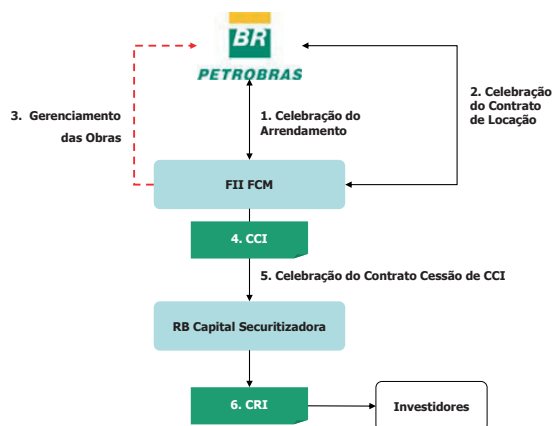 BR
PETROBRAS
3. Gerenciamento
das Obras
1. Celebração do
Arrendamento
2. Celebração
do Contrato
de Locação
FII FCM
4. CCI
5. Celebração do Contrato Cessão de CCI
RB Capital Securitizadora
6. CRI
Investidores